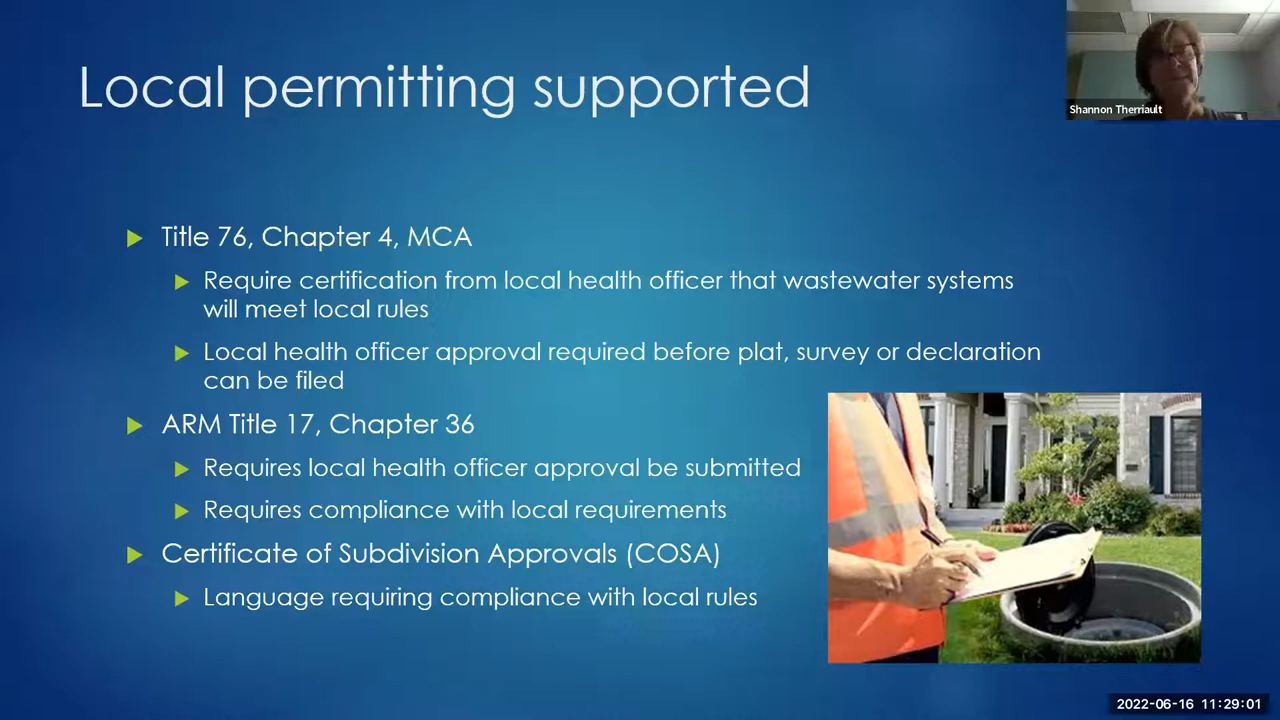 Local permitting supported
Shannon Therriault
Title 76, Chapter 4, MCA
Require certification from local health officer that wastewater systems
will meet local rules
Local health officer approval required before plat, survey or declaration
can be filed
ARM Title 17, Chapter 36
Requires local health officer approval be submitted
Requires compliance with local requirements
Certificate of Subdivision Approvals (COSA)
Language requiring compliance with local rules
2022-06-16 11:29:01